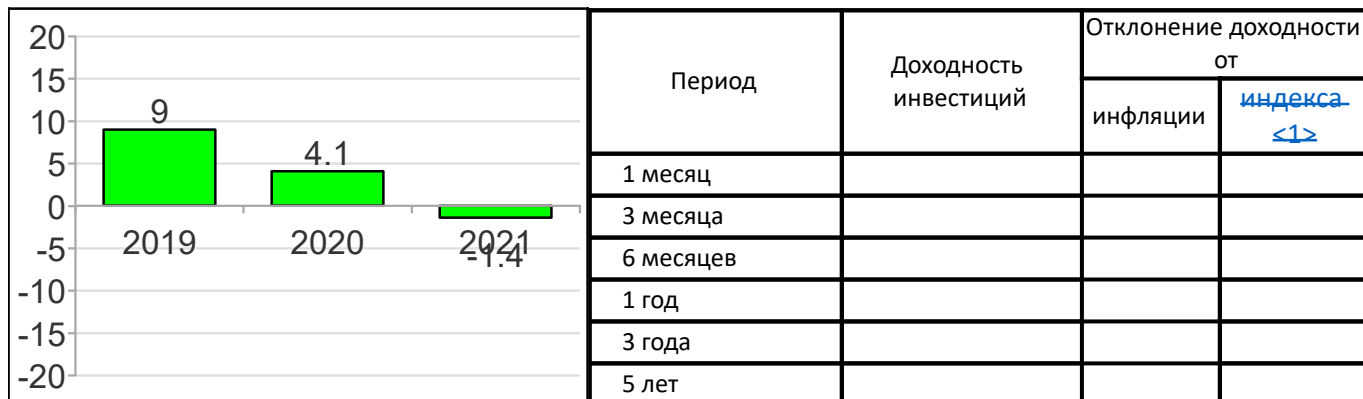 20
15
10
5
0
-5
-10
-15
-20
9
4.1
-1.4
2019
2020
2021
Период
Доходность
инвестиций
Отклонение доходности
от
инфляции
индекса
<1>
1 месяц
3 месяца
6 месяцев
1 год
3 года
5 лет